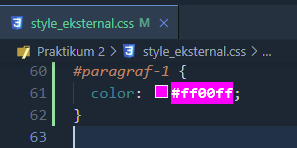 style_eksternal.css M
Praktikum 2 > style_eksternal.css > ...
60 #paragraf-1 {
61 color: #ff00ff;
62 }
63